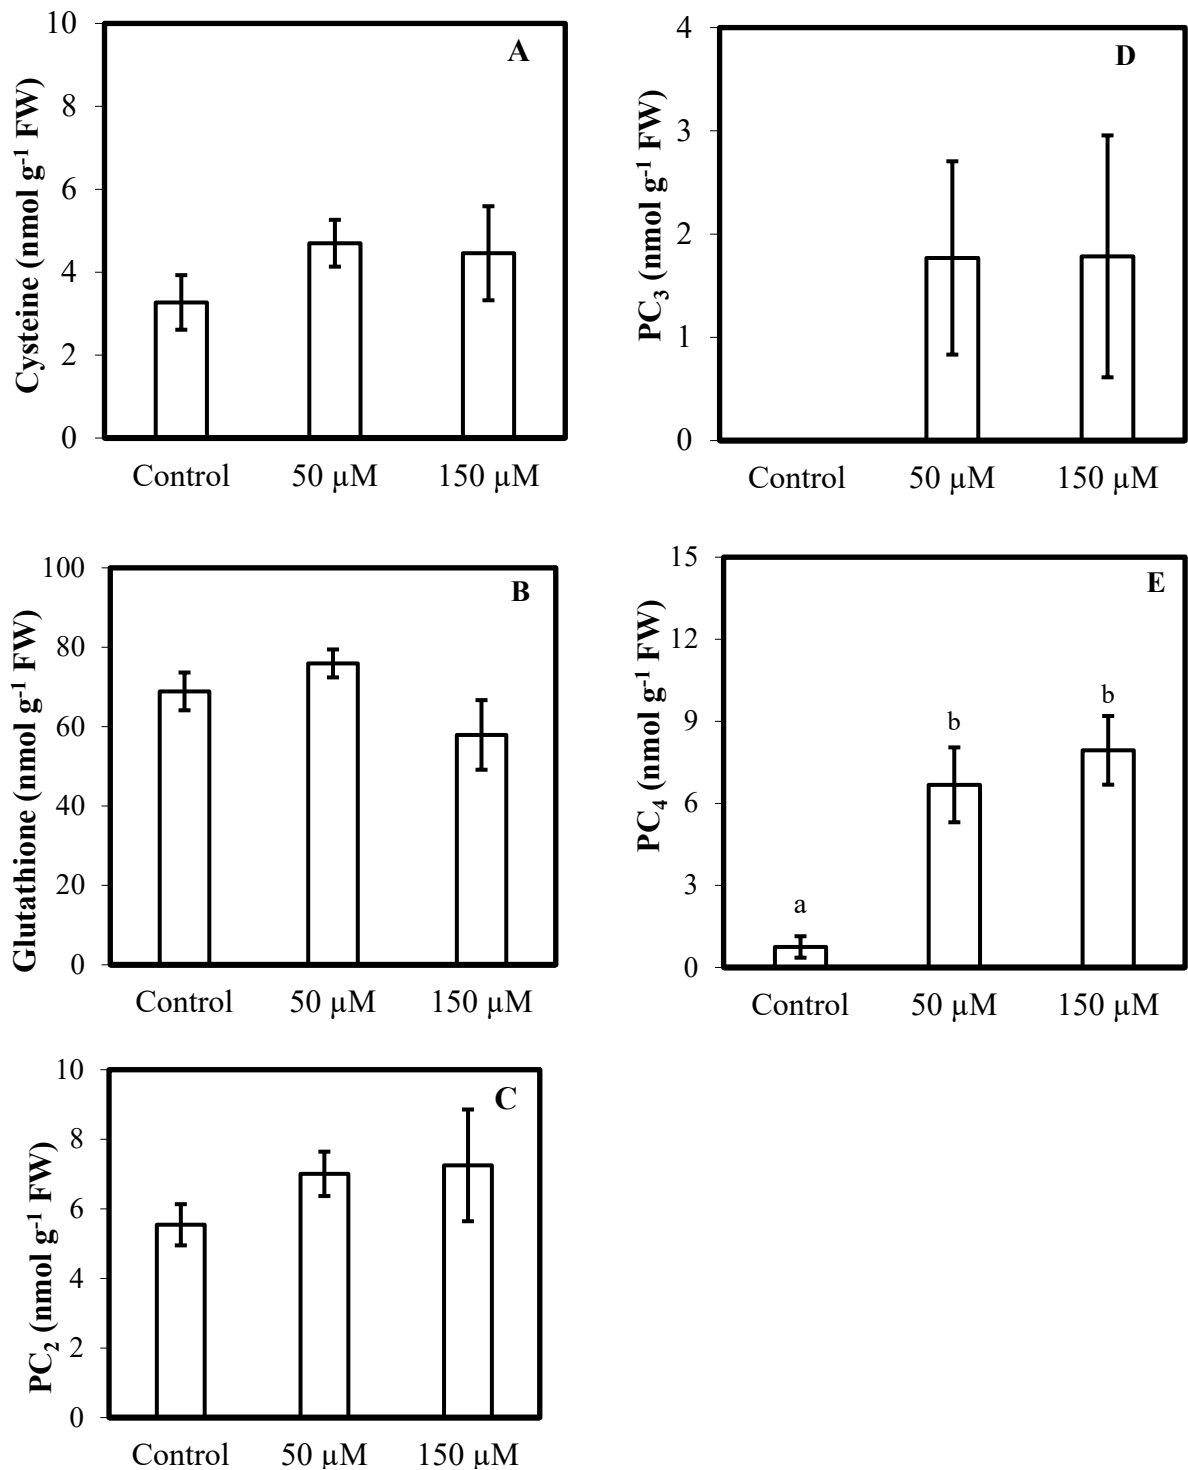 A
Cysteine (nmol g⁻¹ FW)
10
8
6
4
2
0
Control 50 µM 150 µM
B
Glutathione (nmol g⁻¹ FW)
100
80
60
40
20
0
Control 50 µM 150 µM
C
PC₂ (nmol g⁻¹ FW)
10
8
6
4
2
0
Control 50 µM 150 µM
D
PC₃ (nmol g⁻¹ FW)
4
3
2
1
0
Control 50 µM 150 µM
E
PC₄ (nmol g⁻¹ FW)
15
12
9
6
3
0
a b b
Control 50 µM 150 µM